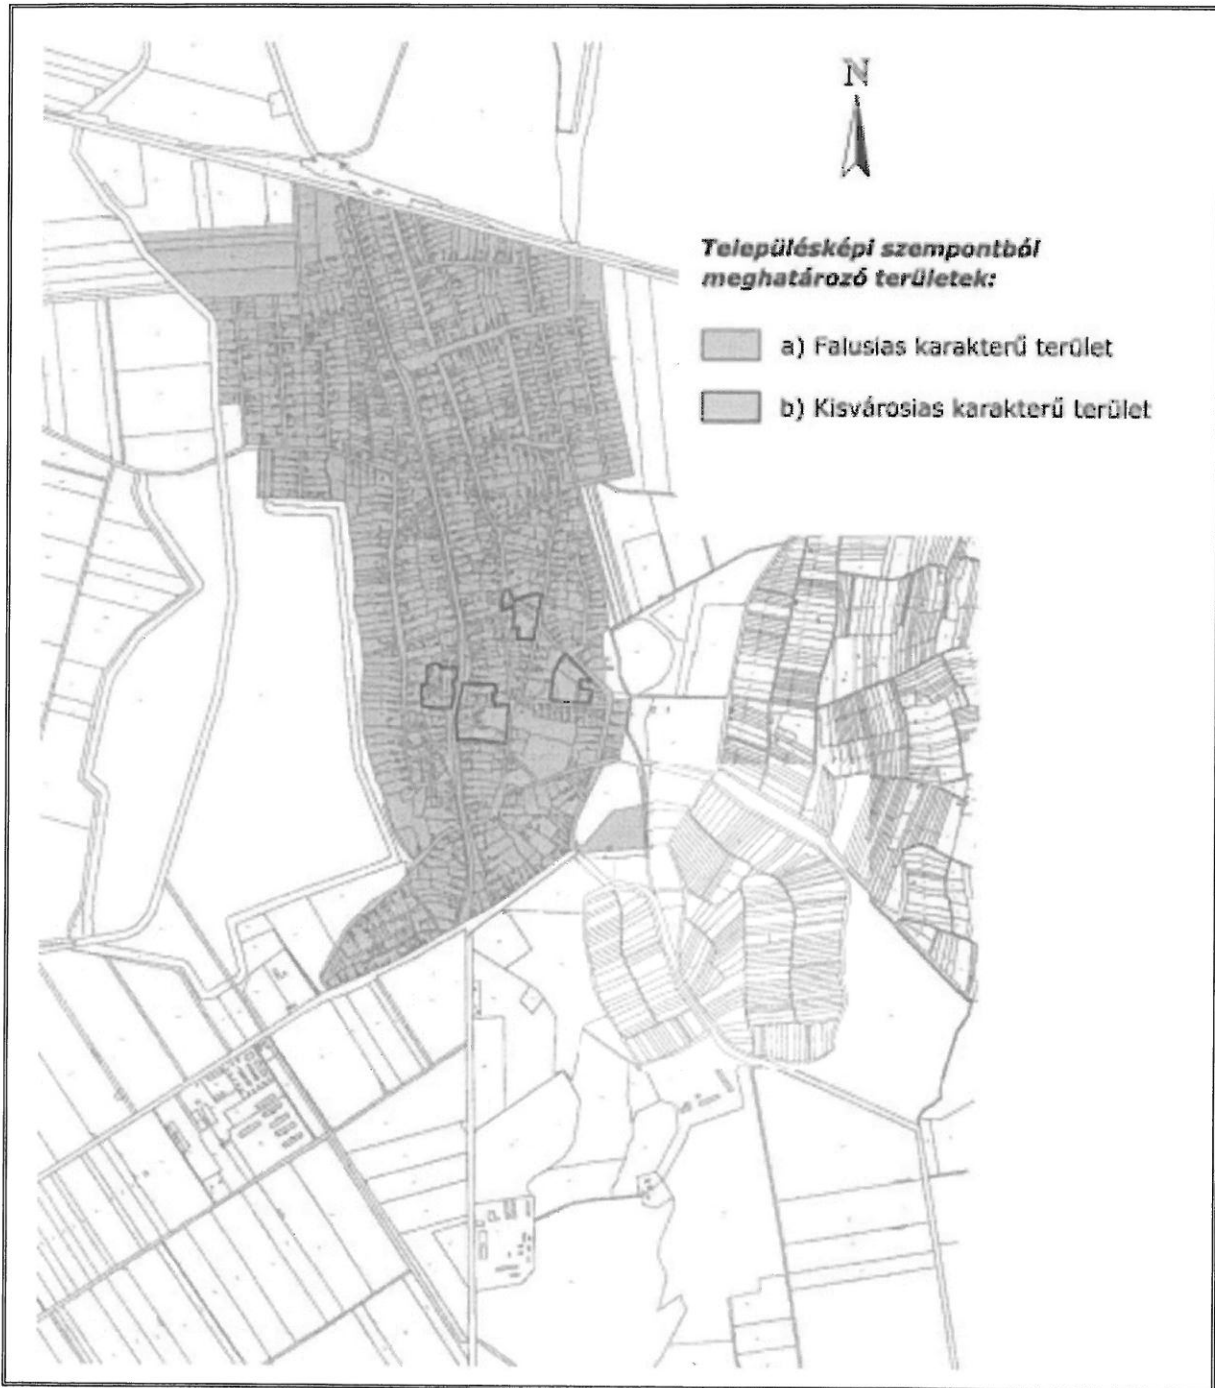 N
Településképi szempontból
meghatározó területek:
a) Falusias karakterű terület
b) Kisvárosias karakterű terület